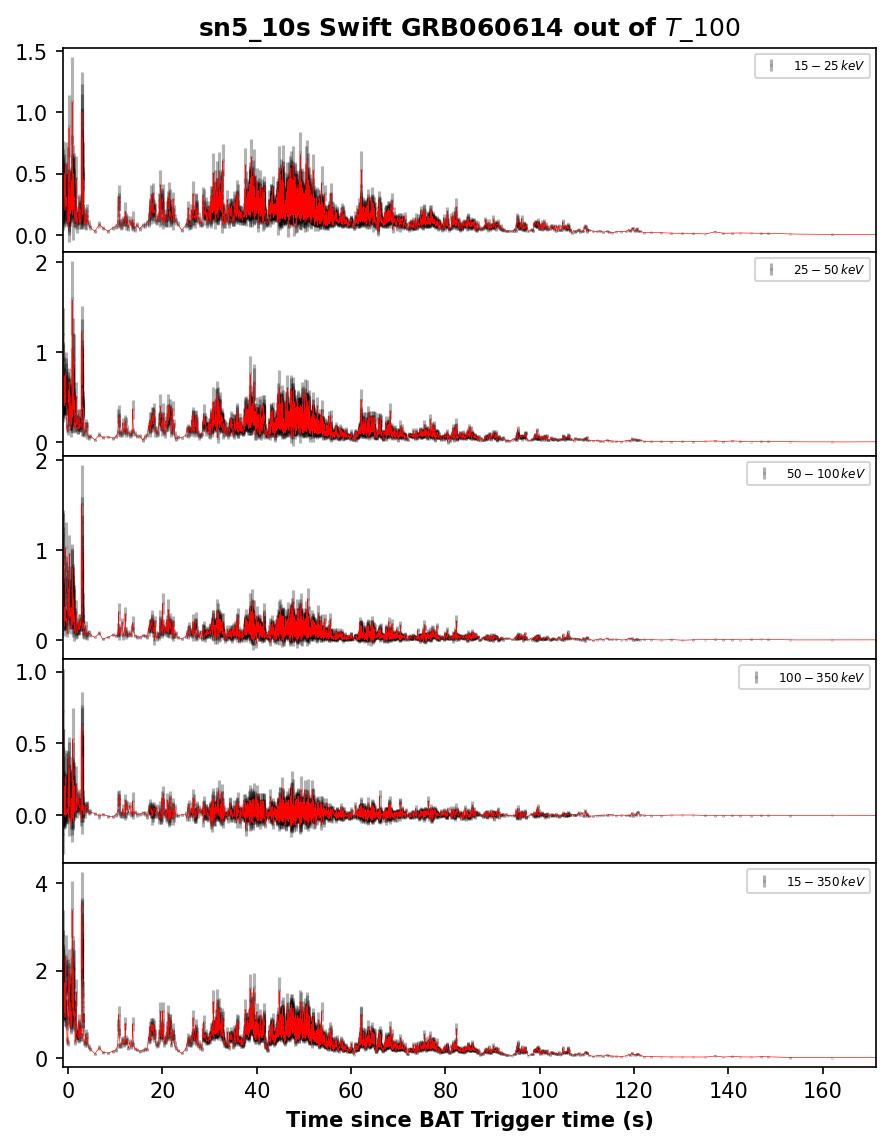 sn5_10s Swift GRB060614 out of T_100
1.5
1.0
0.5
0.0
15 − 25 keV
2
1
0
25 − 50 keV
2
1
0
50 − 100 keV
1.0
0.5
0.0
100 − 350 keV
4
2
0
15 − 350 keV
0 20 40 60 80 100 120 140 160
Time since BAT Trigger time (s)